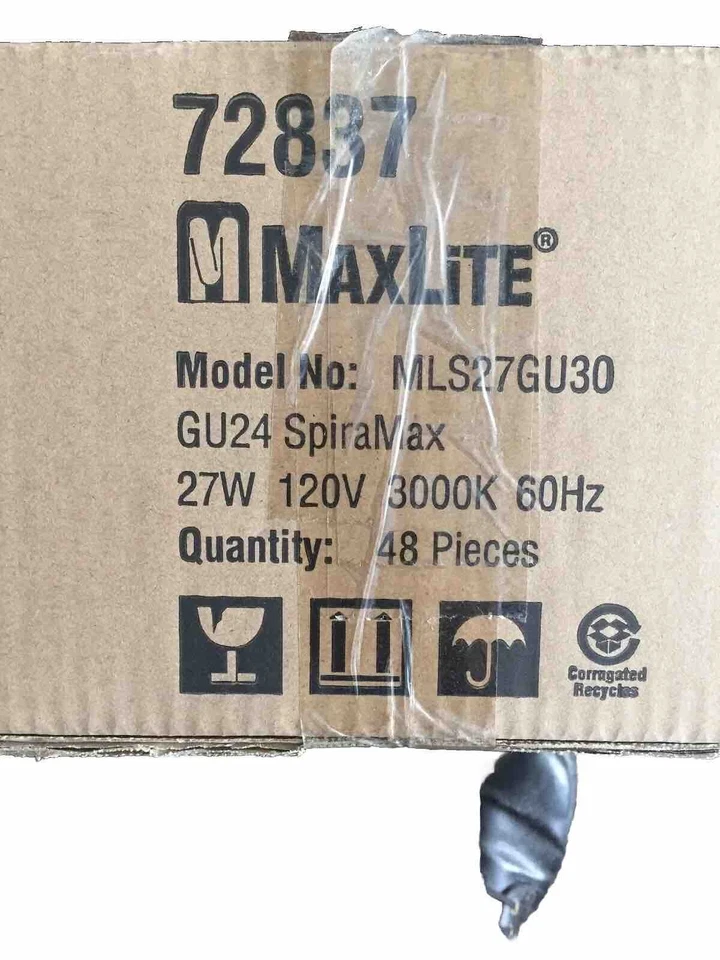 72837
MAXLiTE®
Model No: MLS27GU30
GU24 SpiraMax
27W 120V 3000K 60Hz
Quantity: 48 Pieces
Corrugated
Recycles